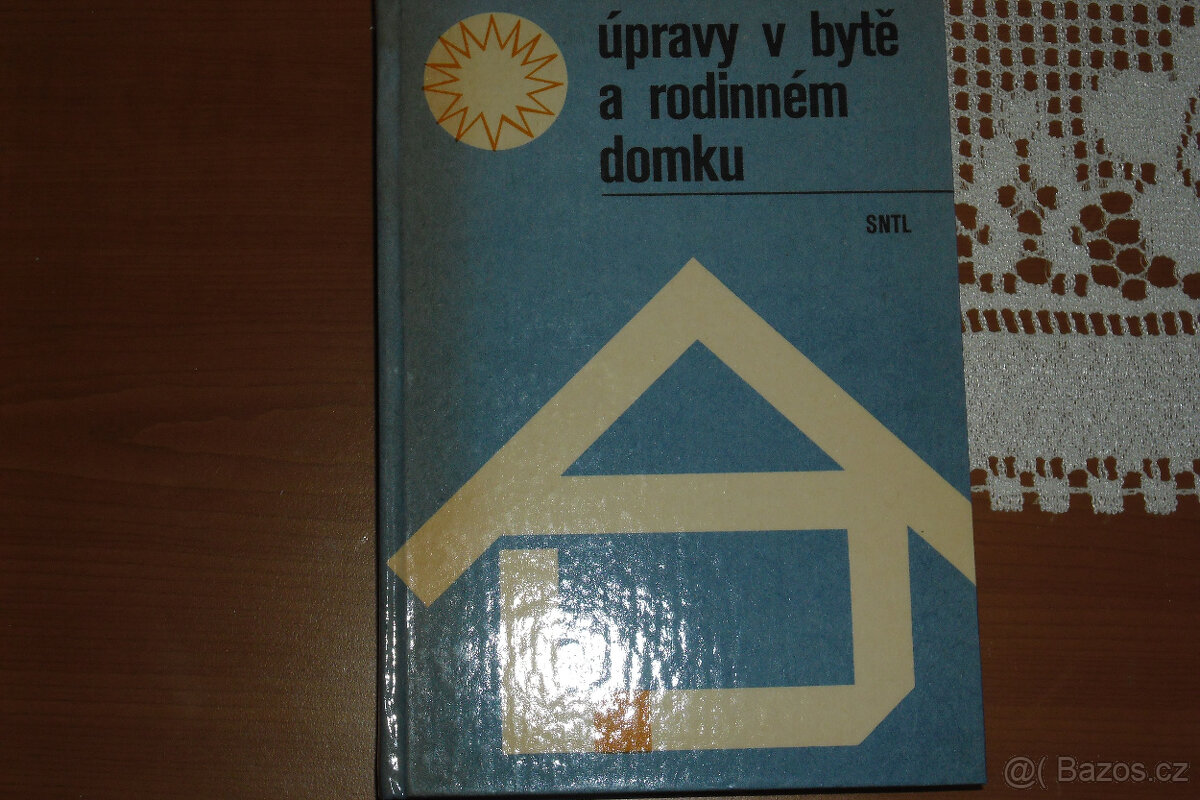 úpravy v bytě
a rodinném
domku
SNTL
@( Bazos.cz